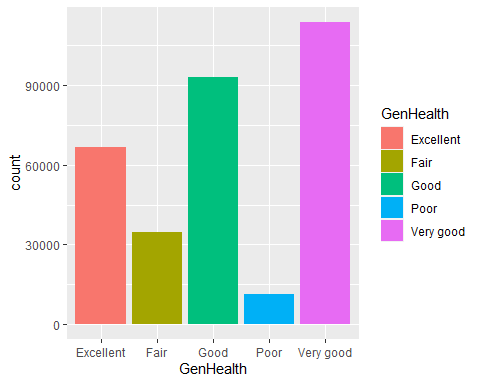 count
90000
60000
30000
0
Excellent Fair Good Poor Very good
GenHealth
GenHealth
Excellent
Fair
Good
Poor
Very good